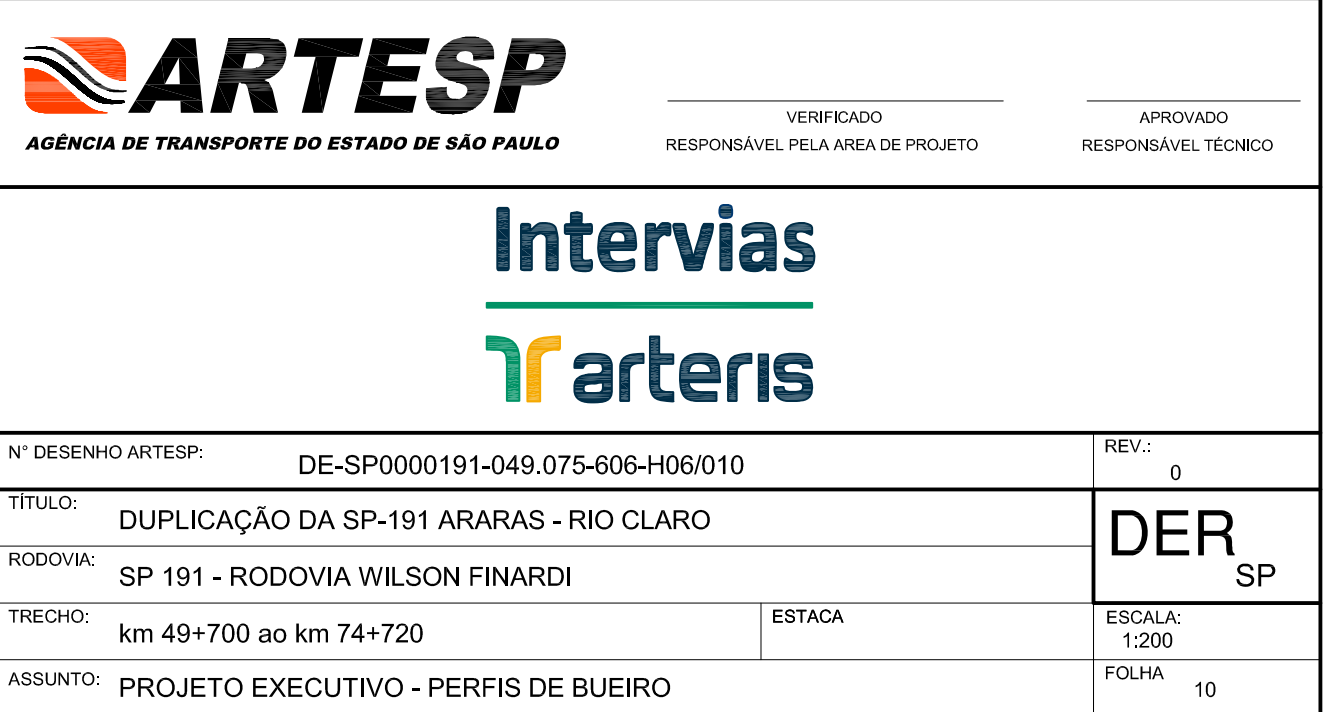 ARTESP
AGÊNCIA DE TRANSPORTE DO ESTADO DE SÃO PAULO
VERIFICADO
RESPONSÁVEL PELA AREA DE PROJETO
APROVADO
RESPONSÁVEL TÉCNICO
Intervias
arteris
N° DESENHO ARTESP:
DE-SP0000191-049.075-606-H06/010
REV.:
0
TÍTULO:
DUPLICAÇÃO DA SP-191 ARARAS - RIO CLARO
DER SP
RODOVIA:
SP 191 - RODOVIA WILSON FINARDI
TRECHO:
km 49+700 ao km 74+720
ESTACA
ESCALA:
1:200
ASSUNTO:
PROJETO EXECUTIVO - PERFIS DE BUEIRO
FOLHA
10